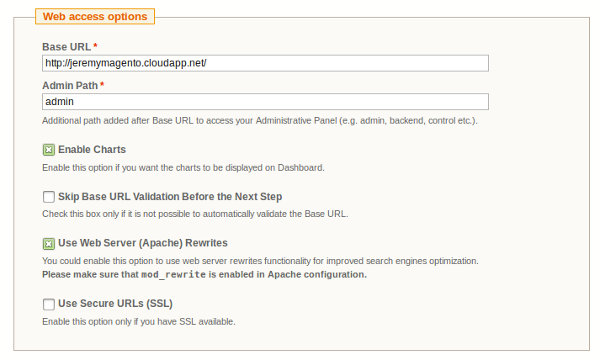 Web access options
Base URL *
http://jeremymagento.cloudapp.net/
Admin Path *
admin
Additional path added after Base URL to access your Administrative Panel (e.g. admin, backend, control etc.).
Enable Charts
Enable this option if you want the charts to be displayed on Dashboard.
Skip Base URL Validation Before the Next Step
Check this box only if it is not possible to automatically validate the Base URL.
Use Web Server (Apache) Rewrites
You could enable this option to use web server rewrites functionality for improved search engines optimization.
Please make sure that mod_rewrite is enabled in Apache configuration.
Use Secure URLs (SSL)
Enable this option only if you have SSL available.